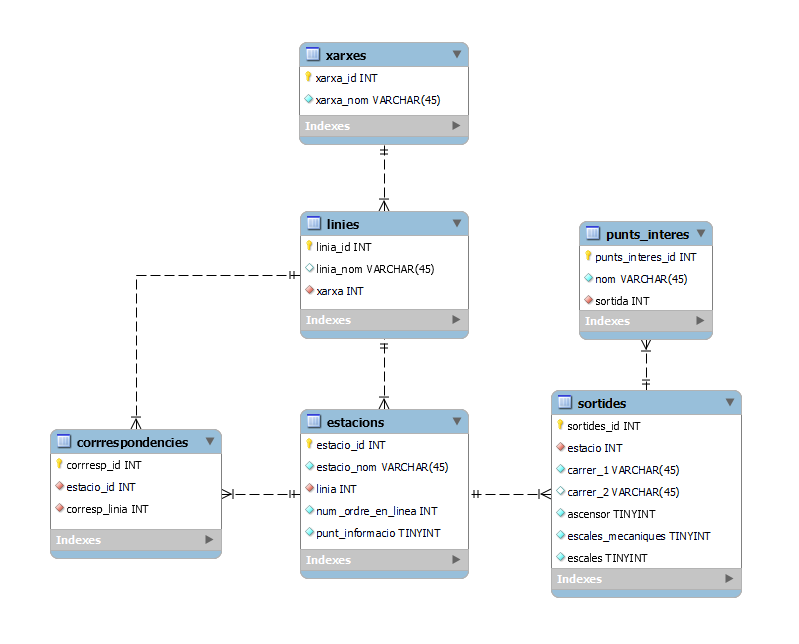 xarxes
xarxa_id INT
xarxa_nom VARCHAR(45)
Indexes
linies
linia_id INT
linia_nom VARCHAR(45)
xarxa INT
Indexes
punts_interes
punts_interes_id INT
nom VARCHAR(45)
sortida INT
Indexes
corrrespondencies
corrresp_id INT
estacio_id INT
corresp_linia INT
Indexes
estacions
estacio_id INT
estacio_nom VARCHAR(45)
linia INT
num_ordre_en_linea INT
punt_informacio TINYINT
Indexes
sortides
sortides_id INT
estacio INT
carrer_1 VARCHAR(45)
carrer_2 VARCHAR(45)
ascensor TINYINT
escales_mecaniques TINYINT
escales TINYINT
Indexes